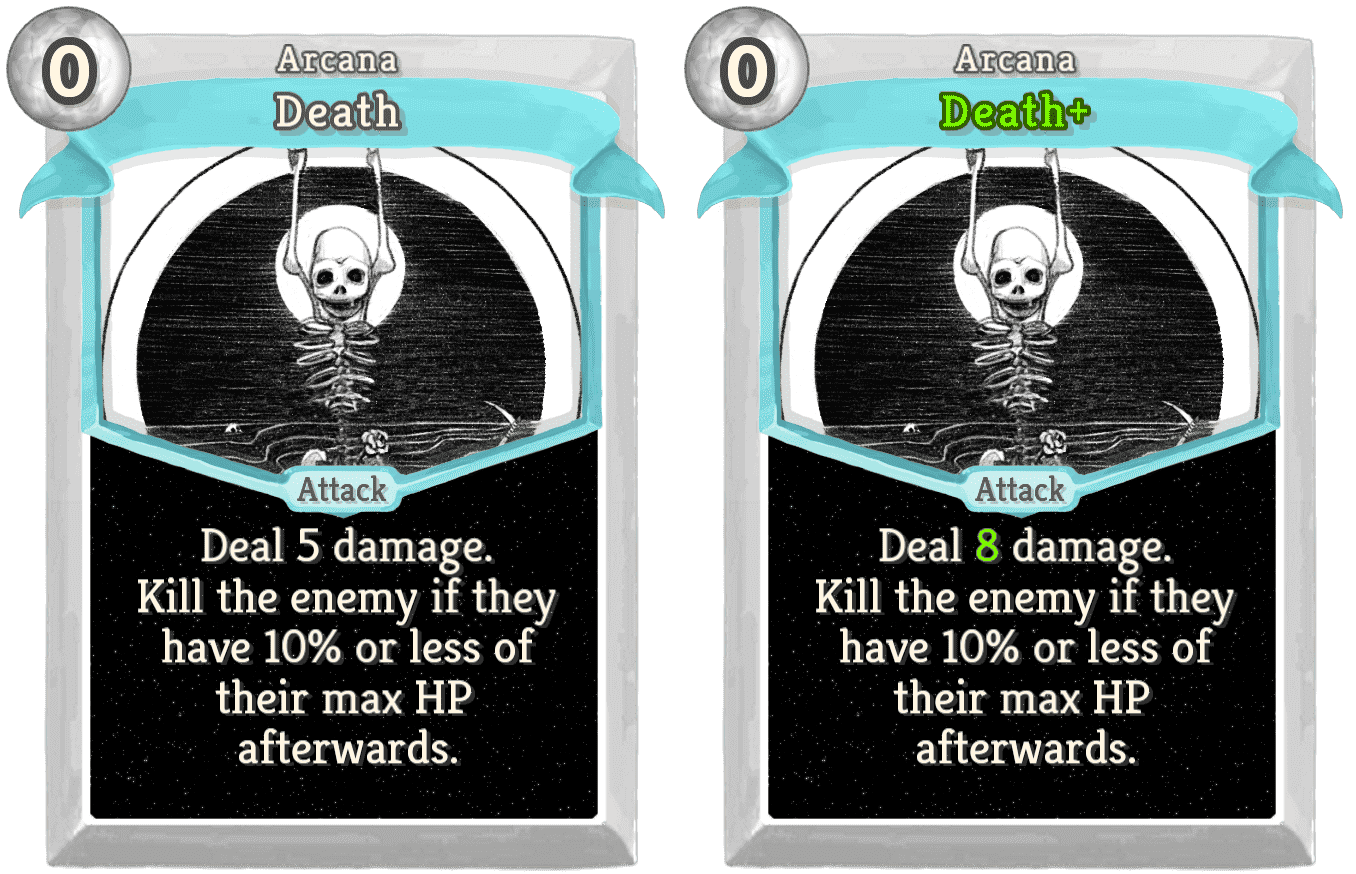 0
Arcana
Death
Attack
Deal 5 damage.
Kill the enemy if they
have 10% or less of
their max HP
afterwards.
0
Arcana
Death+
Attack
Deal 8 damage.
Kill the enemy if they
have 10% or less of
their max HP
afterwards.